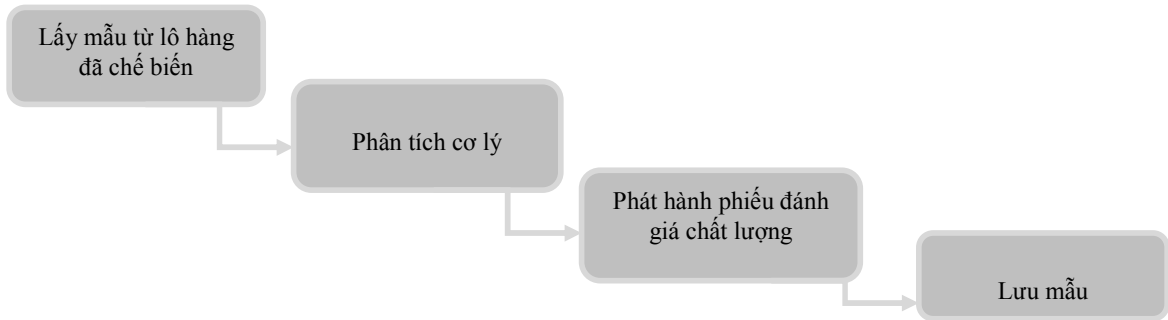 Lấy mẫu từ lô hàng
đã chế biến
Phân tích cơ lý
Phát hành phiếu đánh
giá chất lượng
Lưu mẫu